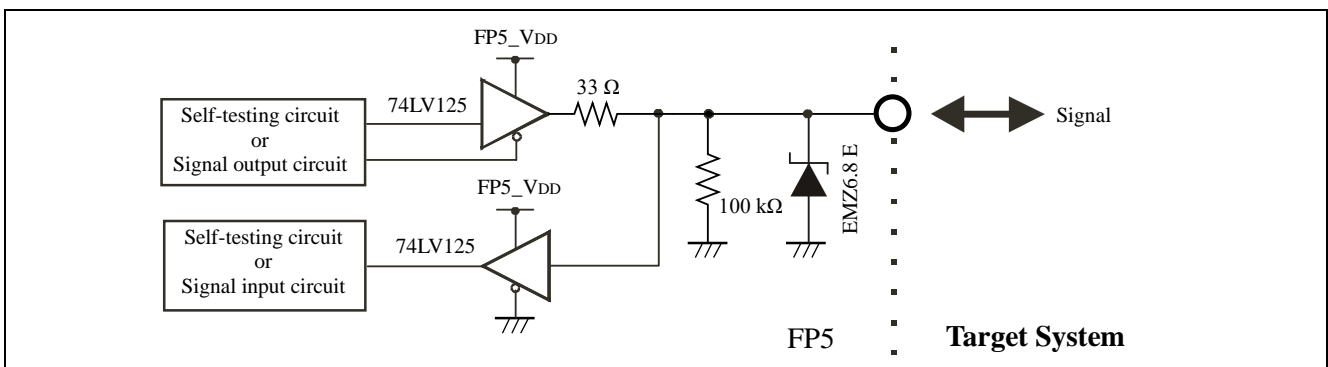 FP5_VDD
33 Ω
74LV125
Self-testing circuit
or
Signal output circuit
Signal
FP5_VDD
100 kΩ
EMZ6.8 E
Self-testing circuit
or
Signal input circuit
74LV125
FP5
Target System